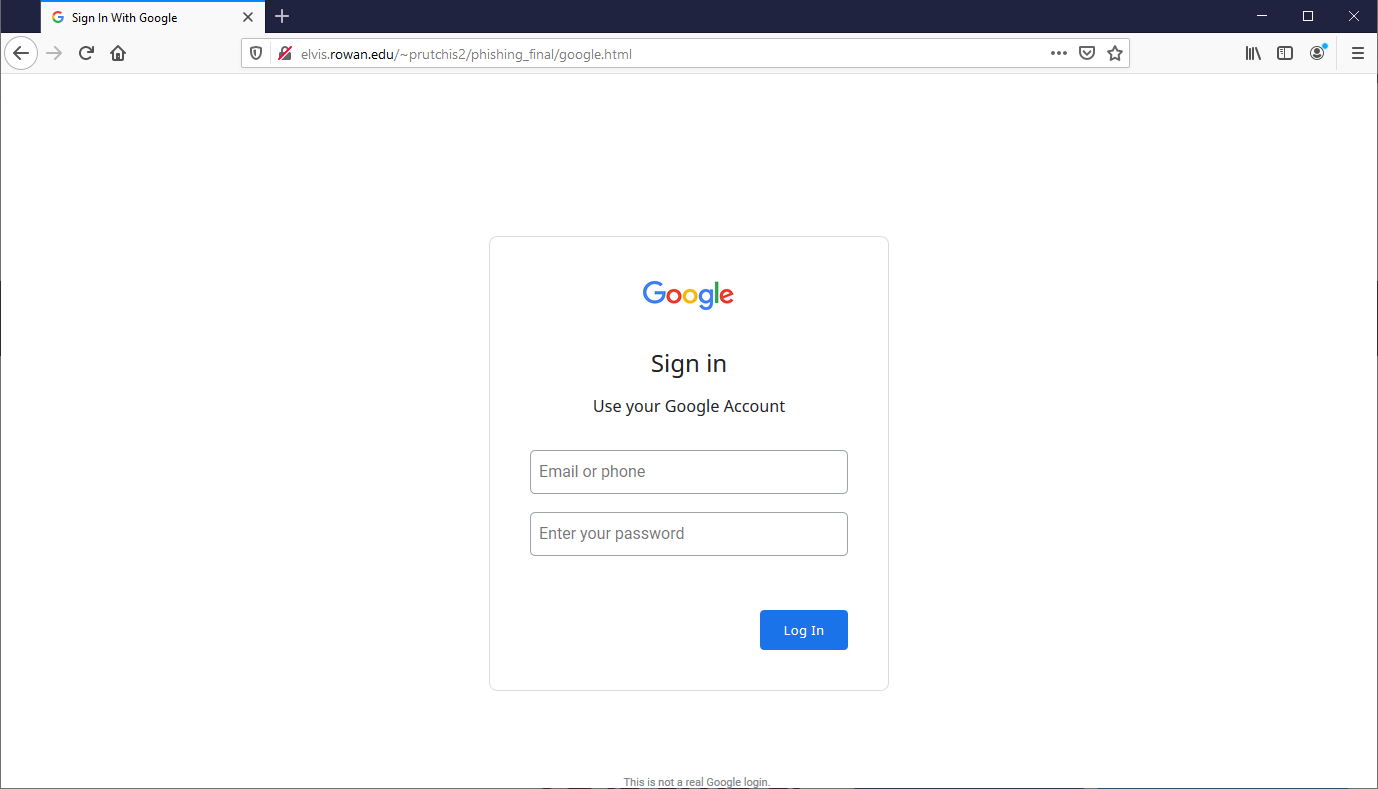 Sign In With Google
elvis.rowan.edu/~prutchis2/phishing_final/google.html
Google
Sign in
Use your Google Account
Email or phone
Enter your password
Log In
This is not a real Google login.